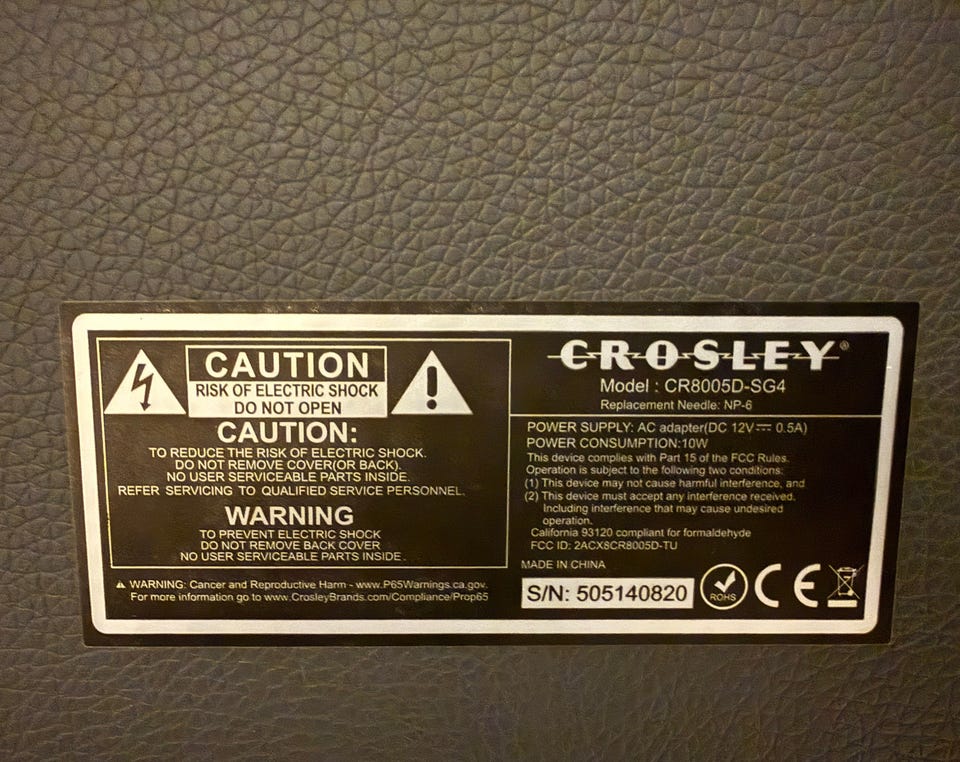 CAUTION
RISK OF ELECTRIC SHOCK
DO NOT OPEN
CAUTION:
TO REDUCE THE RISK OF ELECTRIC SHOCK.
DO NOT REMOVE COVER(OR BACK).
NO USER SERVICEABLE PARTS INSIDE.
REFER SERVICING TO QUALIFIED SERVICE PERSONNEL.
WARNING
TO PREVENT ELECTRIC SHOCK
DO NOT REMOVE BACK COVER
NO USER SERVICEABLE PARTS INSIDE.
WARNING: Cancer and Reproductive Harm - www.P65Warnings.ca.gov.
For more information go to www.CrosleyBrands.com/Compliance/Prop65
CROSLEY®
Model : CR8005D-SG4
Replacement Needle: NP-6
POWER SUPPLY: AC adapter(DC 12V⎓ 0.5A)
POWER CONSUMPTION:10W
This device complies with Part 15 of the FCC Rules.
Operation is subject to the following two conditions:
(1) This device may not cause harmful interference, and
(2) This device must accept any interference received.
Including interference that may cause undesired
operation.
California 93120 compliant for formaldehyde
FCC ID: 2ACX8CR8005D-TU
MADE IN CHINA
S/N: 505140820
ROHS
CE